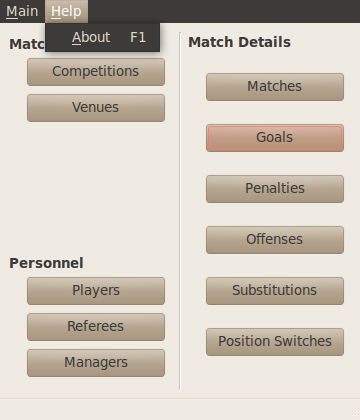 Main Help
About F1
Matc
Competitions
Venues
Personnel
Players
Referees
Managers
Match Details
Matches
Goals
Penalties
Offenses
Substitutions
Position Switches